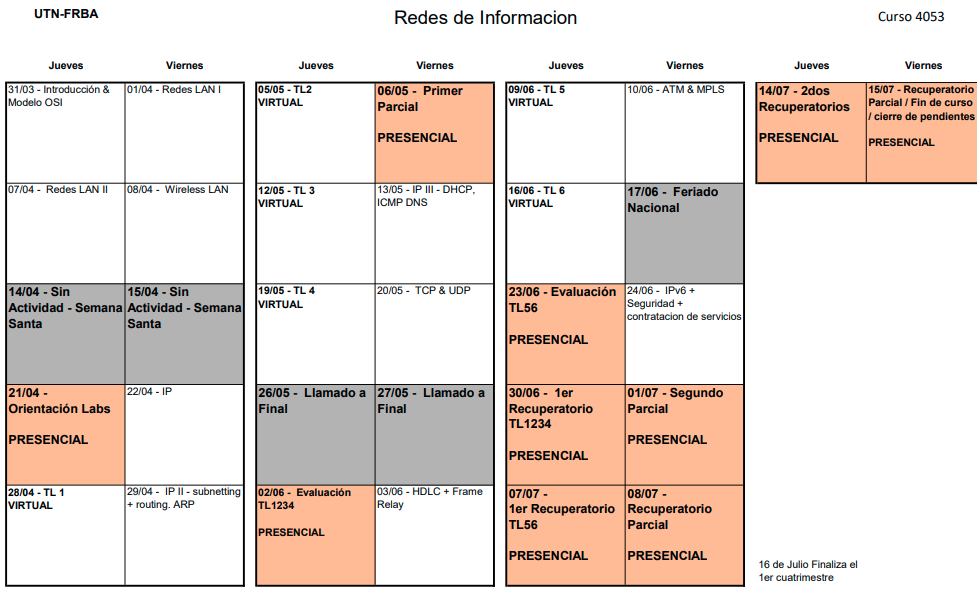 UTN-FRBA
Redes de Informacion
Curso 4053
Jueves
Viernes
31/03 - Introducción &
Modelo OSI
01/04 - Redes LAN I
07/04 - Redes LAN II
08/04 - Wireless LAN
14/04 - Sin
Actividad - Semana
Santa
15/04 - Sin
Actividad - Semana
Santa
21/04 -
Orientación Labs
PRESENCIAL
22/04 - IP
28/04 - TL 1
VIRTUAL
29/04 - IP II - subnetting
+ routing. ARP
Jueves
Viernes
05/05 - TL2
VIRTUAL
06/05 - Primer
Parcial
PRESENCIAL
12/05 - TL 3
VIRTUAL
13/05 - IP III - DHCP,
ICMP DNS
19/05 - TL 4
VIRTUAL
20/05 - TCP & UDP
26/05 - Llamado a
Final
27/05 - Llamado a
Final
02/06 - Evaluación
TL1234
PRESENCIAL
03/06 - HDLC + Frame
Relay
Jueves
Viernes
09/06 - TL 5
VIRTUAL
10/06 - ATM & MPLS
16/06 - TL 6
VIRTUAL
17/06 - Feriado
Nacional
23/06 - Evaluación
TL56
PRESENCIAL
24/06 - IPv6 +
Seguridad +
contratacion de servicios
30/06 - 1er
Recuperatorio
TL1234
PRESENCIAL
01/07 - Segundo
Parcial
PRESENCIAL
07/07 -
1er Recuperatorio
TL56
PRESENCIAL
08/07 -
Recuperatorio
Parcial
PRESENCIAL
Jueves
Viernes
14/07 - 2dos
Recuperatorios
PRESENCIAL
15/07 - Recuperatorio
Parcial / Fin de curso
/ cierre de pendientes
PRESENCIAL
16 de Julio Finaliza el
1er cuatrimestre